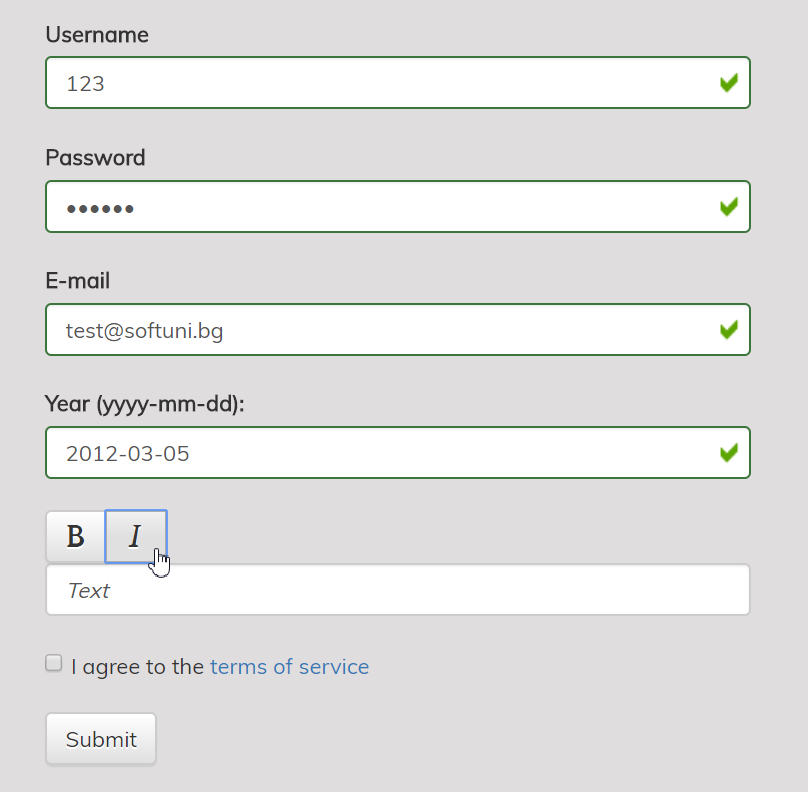 Username
123
Password
••••••
E-mail
test@softuni.bg
Year (yyyy-mm-dd):
2012-03-05
B I
Text
I agree to the terms of service
Submit